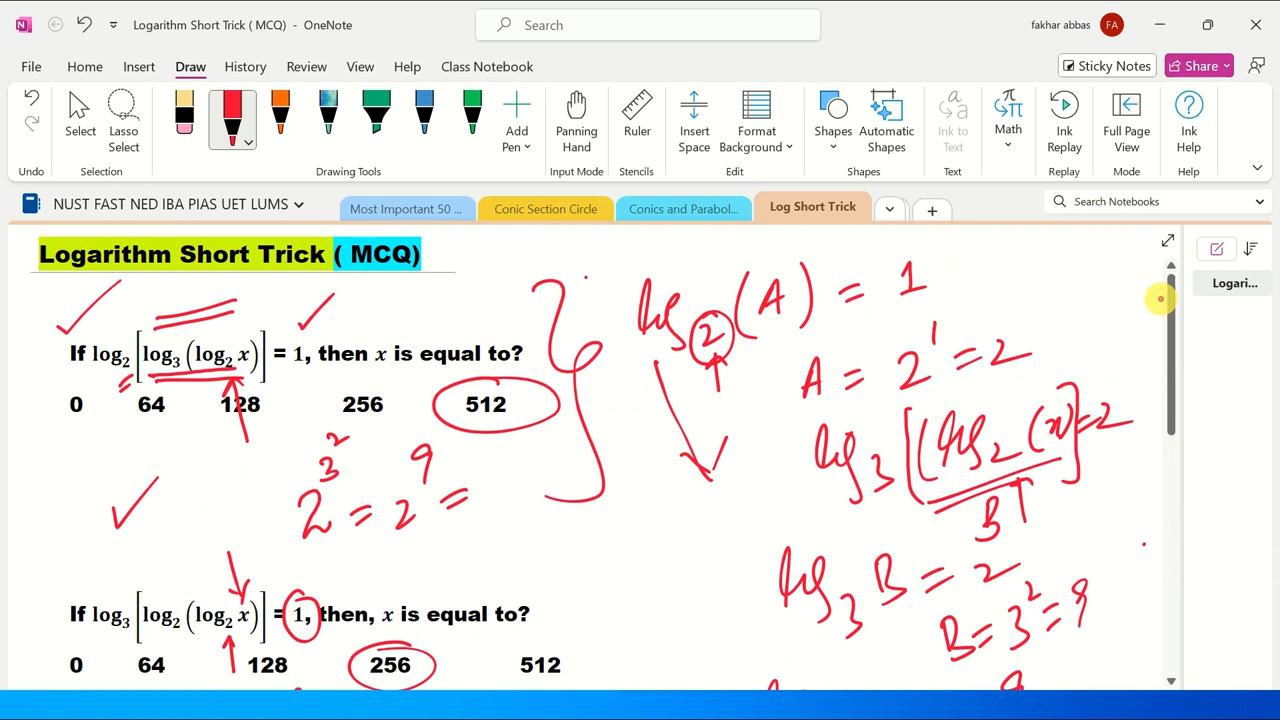 Logarithm Short Trick ( MCQ) - OneNote
Search
fakhar abbas FA
File Home Insert Draw History Review View Help Class Notebook
Sticky Notes Share
Select
Lasso Select
Add Pen
Panning Hand
Ruler
Insert Space
Format Background
Shapes
Automatic Shapes
Ink to Text
Math
Ink Replay
Full Page View
Ink Help
Undo Selection Drawing Tools Input Mode Stencils Edit Shapes Replay Mode Help
NUST FAST NED IBA PIAS UET LUMS
Most Important 50 ... Conic Section Circle Conics and Parabol... Log Short Trick
Search Notebooks
Logari...
Logarithm Short Trick ( MCQ)
If log₂ [log₃ (log₂ x)] = 1, then x is equal to?
0 64 128 256 512
2^3^2 = 2^9 =
log₂ (A) = 1
A = 2¹ = 2
log₃ [(log₂ (x)] = 2
B
log₃ B = 2
B = 3² = 9
9
If log₃ [log₂ (log₂ x)] = 1, then, x is equal to?
0 64 128 256 512